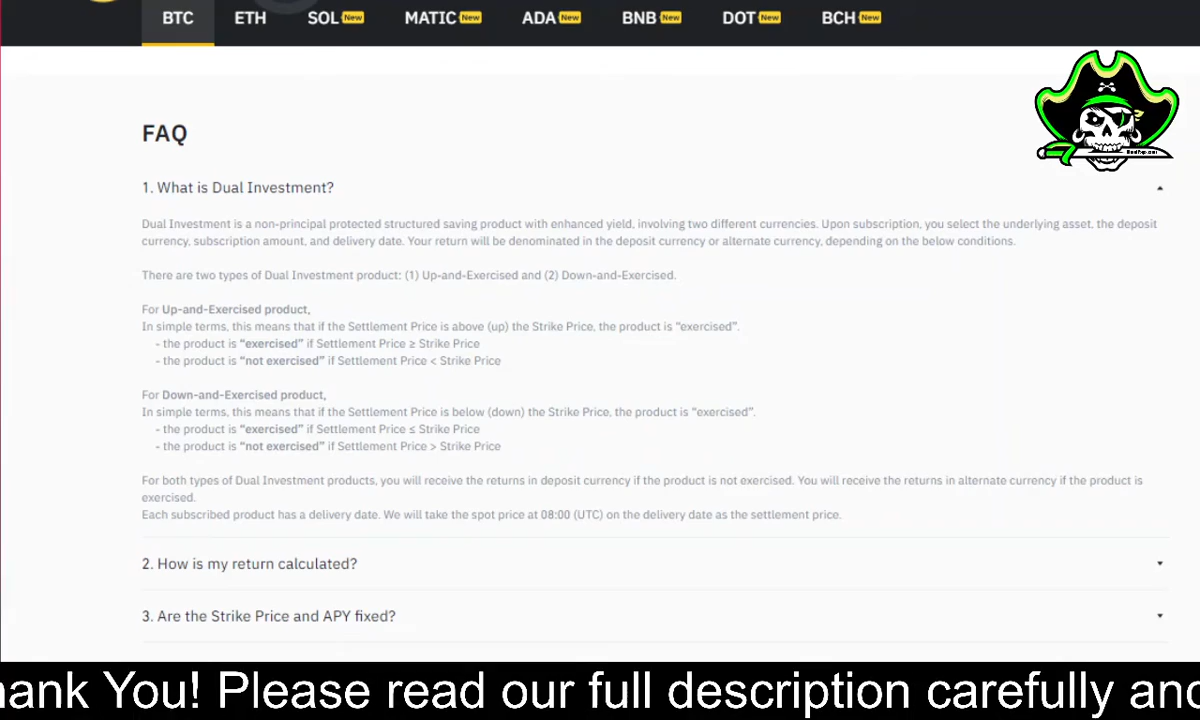 BTC ETH SOL New MATIC New ADA New BNB New DOT New BCH New
FAQ
1. What is Dual Investment?
Dual Investment is a non-principal protected structured saving product with enhanced yield, involving two different currencies. Upon subscription, you select the underlying asset, the deposit
currency, subscription amount, and delivery date. Your return will be denominated in the deposit currency or alternate currency, depending on the below conditions.
There are two types of Dual Investment product: (1) Up-and-Exercised and (2) Down-and-Exercised.
For Up-and-Exercised product,
In simple terms, this means that if the Settlement Price is above (up) the Strike Price, the product is "exercised".
- the product is “exercised” if Settlement Price ≥ Strike Price
- the product is “not exercised” if Settlement Price < Strike Price
For Down-and-Exercised product,
In simple terms, this means that if the Settlement Price is below (down) the Strike Price, the product is "exercised".
- the product is “exercised” if Settlement Price ≤ Strike Price
- the product is “not exercised” if Settlement Price > Strike Price
For both types of Dual Investment products, you will receive the returns in deposit currency if the product is not exercised. You will receive the returns in alternate currency if the product is
exercised.
Each subscribed product has a delivery date. We will take the spot price at 08:00 (UTC) on the delivery date as the settlement price.
2. How is my return calculated?
3. Are the Strike Price and APY fixed?
hank You! Please read our full description carefully and